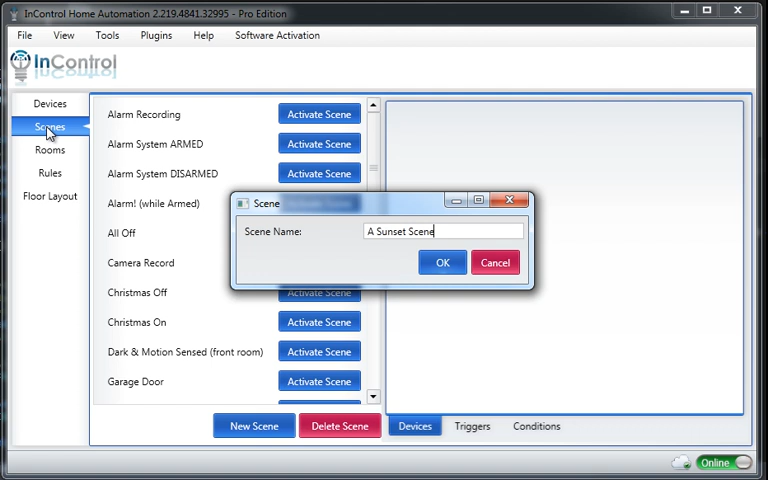 InControl Home Automation 2.219.4841.32995 - Pro Edition
File View Tools Plugins Help Software Activation
InControl
Devices
Scenes
Rooms
Rules
Floor Layout
Alarm Recording Activate Scene
Alarm System ARMED Activate Scene
Alarm System DISARMED Activate Scene
Alarm! (while Armed)
All Off
Camera Record
Christmas Off Activate Scene
Christmas On Activate Scene
Dark & Motion Sensed (front room) Activate Scene
Garage Door Activate Scene
Scene
Scene Name: A Sunset Scene
OK Cancel
New Scene Delete Scene
Devices Triggers Conditions
Online